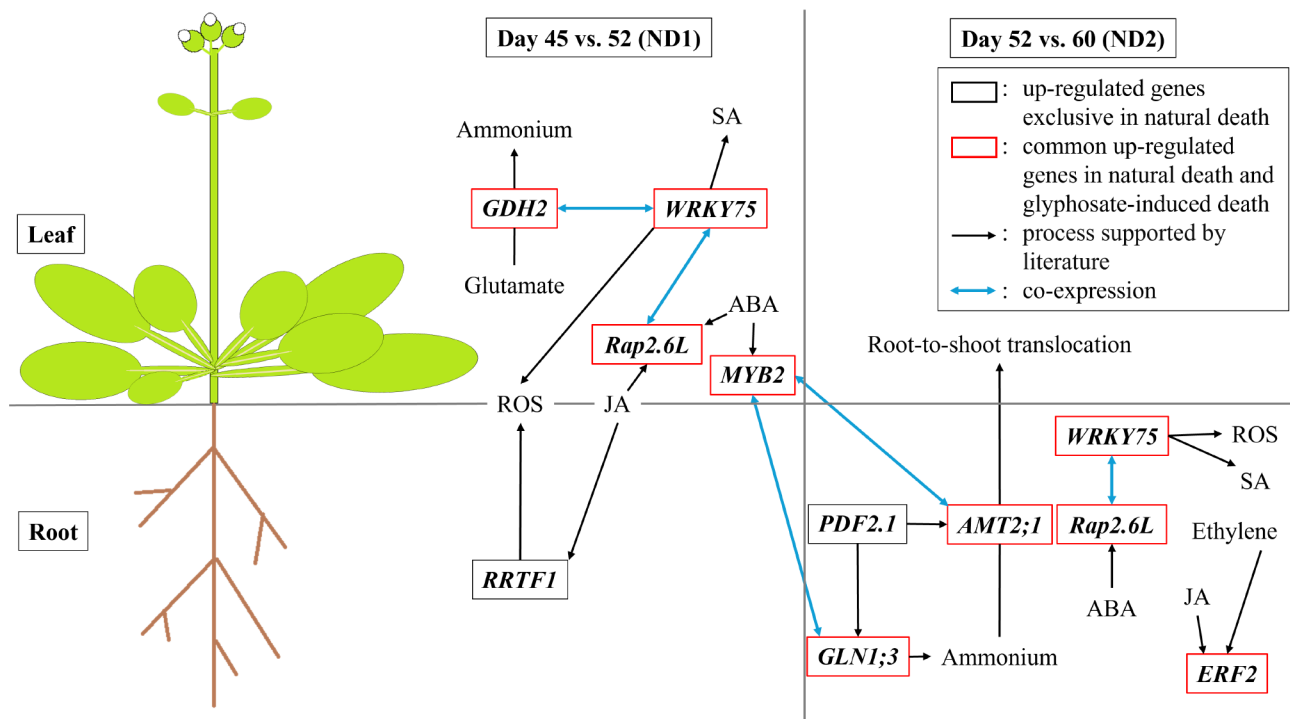 Day 45 vs. 52 (ND1)
Day 52 vs. 60 (ND2)
: up-regulated genes
exclusive in natural death
: common up-regulated
genes in natural death and
glyphosate-induced death
: process supported by
literature
: co-expression
Leaf
Ammonium
SA
GDH2
WRKY75
Glutamate
ABA
Rap2.6L
MYB2
ROS
JA
Root-to-shoot translocation
Root
RRTF1
WRKY75
ROS
SA
PDF2.1
AMT2;1
Rap2.6L
Ethylene
ABA
JA
GLN1;3
Ammonium
ERF2